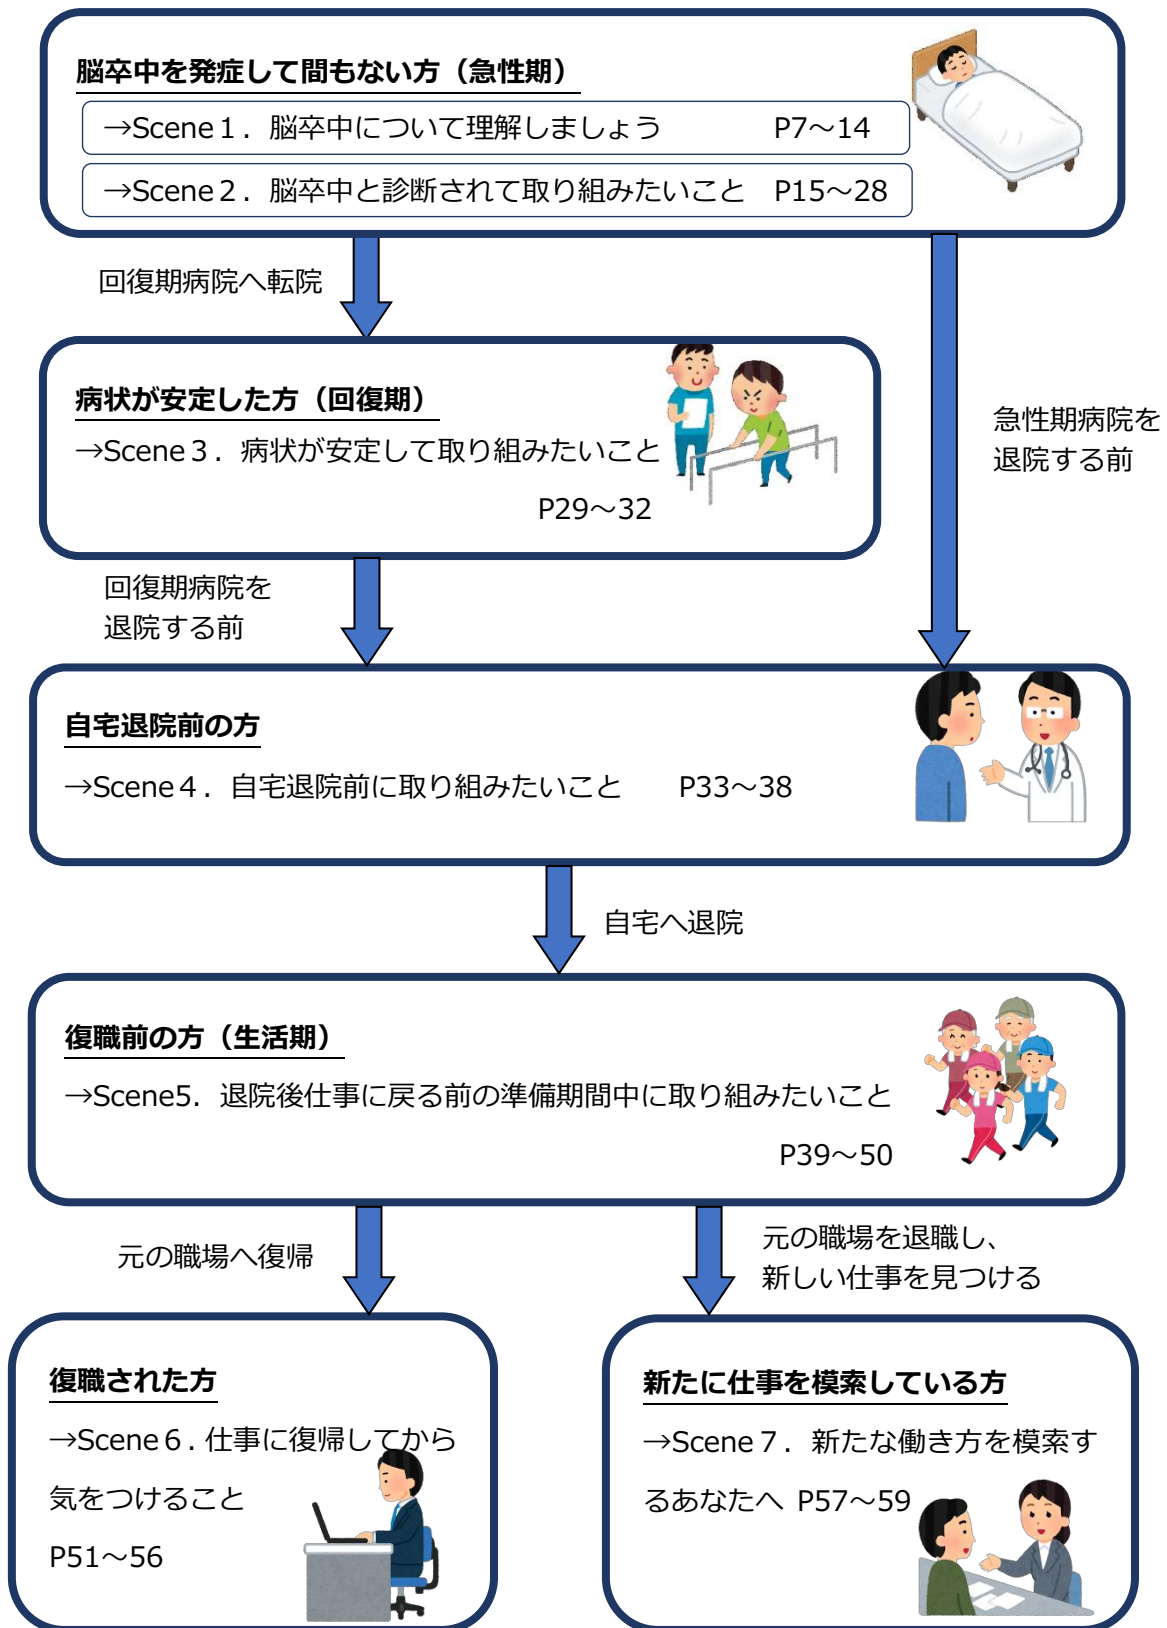 脳卒中を発症して間もない方（急性期）
→Scene１．脳卒中について理解しましょう P7～14
→Scene２．脳卒中と診断されて取り組みたいこと P15～28
回復期病院へ転院
急性期病院を
退院する前
病状が安定した方（回復期）
→Scene３．病状が安定して取り組みたいこと
P29～32
回復期病院を
退院する前
自宅退院前の方
→Scene４．自宅退院前に取り組みたいこと P33～38
自宅へ退院
復職前の方（生活期）
→Scene5．退院後仕事に戻る前の準備期間中に取り組みたいこと
P39～50
元の職場へ復帰
元の職場を退職し、
新しい仕事を見つける
復職された方
→Scene６．仕事に復帰してから
気をつけること
P51～56
新たに仕事を模索している方
→Scene７．新たな働き方を模索す
るあなたへ P57～59